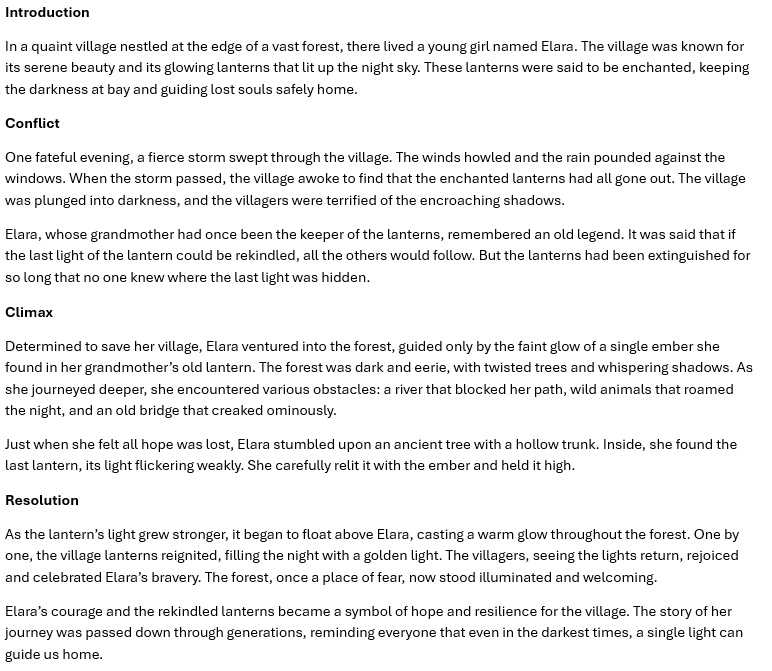 Introduction
In a quaint village nestled at the edge of a vast forest, there lived a young girl named Elara. The village was known for
its serene beauty and its glowing lanterns that lit up the night sky. These lanterns were said to be enchanted, keeping
the darkness at bay and guiding lost souls safely home.
Conflict
One fateful evening, a fierce storm swept through the village. The winds howled and the rain pounded against the
windows. When the storm passed, the village awoke to find that the enchanted lanterns had all gone out. The village
was plunged into darkness, and the villagers were terrified of the encroaching shadows.
Elara, whose grandmother had once been the keeper of the lanterns, remembered an old legend. It was said that if
the last light of the lantern could be rekindled, all the others would follow. But the lanterns had been extinguished for
so long that no one knew where the last light was hidden.
Climax
Determined to save her village, Elara ventured into the forest, guided only by the faint glow of a single ember she
found in her grandmother’s old lantern. The forest was dark and eerie, with twisted trees and whispering shadows. As
she journeyed deeper, she encountered various obstacles: a river that blocked her path, wild animals that roamed
the night, and an old bridge that creaked ominously.
Just when she felt all hope was lost, Elara stumbled upon an ancient tree with a hollow trunk. Inside, she found the
last lantern, its light flickering weakly. She carefully relit it with the ember and held it high.
Resolution
As the lantern’s light grew stronger, it began to float above Elara, casting a warm glow throughout the forest. One by
one, the village lanterns reignited, filling the night with a golden light. The villagers, seeing the lights return, rejoiced
and celebrated Elara’s bravery. The forest, once a place of fear, now stood illuminated and welcoming.
Elara’s courage and the rekindled lanterns became a symbol of hope and resilience for the village. The story of her
journey was passed down through generations, reminding everyone that even in the darkest times, a single light can
guide us home.